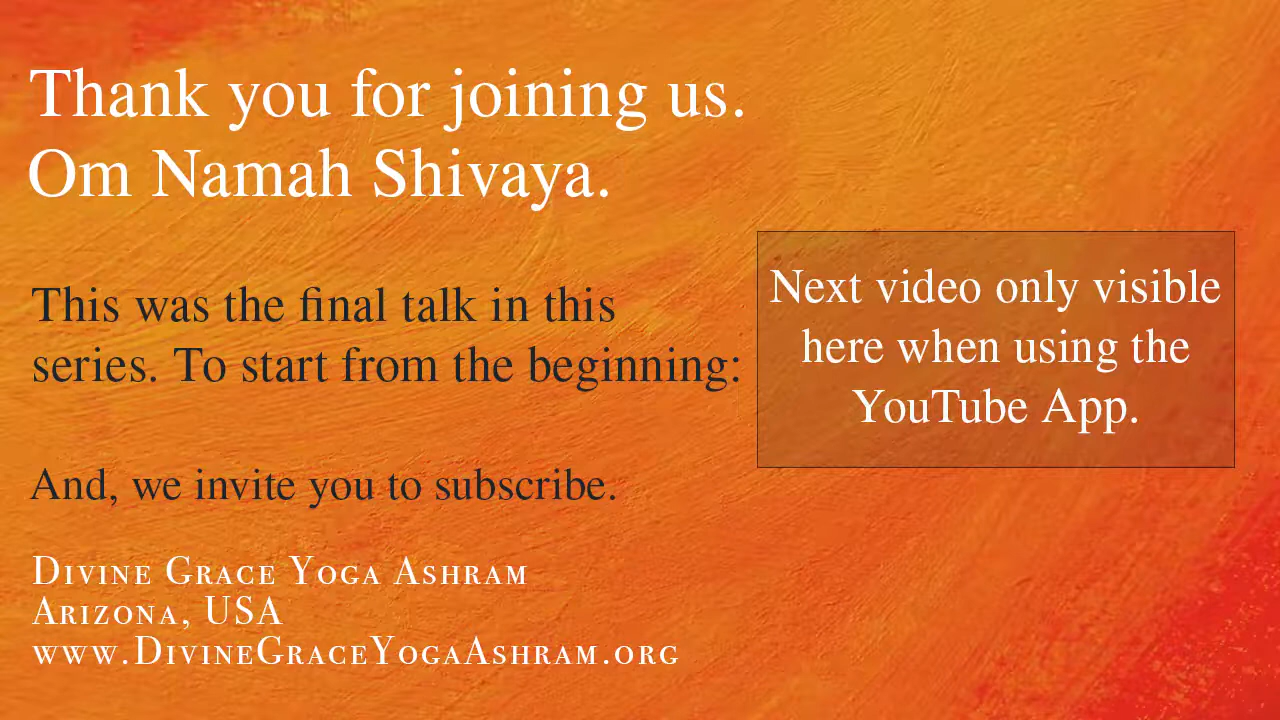 Thank you for joining us.
Om Namah Shivaya.
This was the final talk in this
series. To start from the beginning:
Next video only visible
here when using the
YouTube App.
And, we invite you to subscribe.
Divine Grace Yoga Ashram
Arizona, USA
www.DivineGraceYogaAshram.org